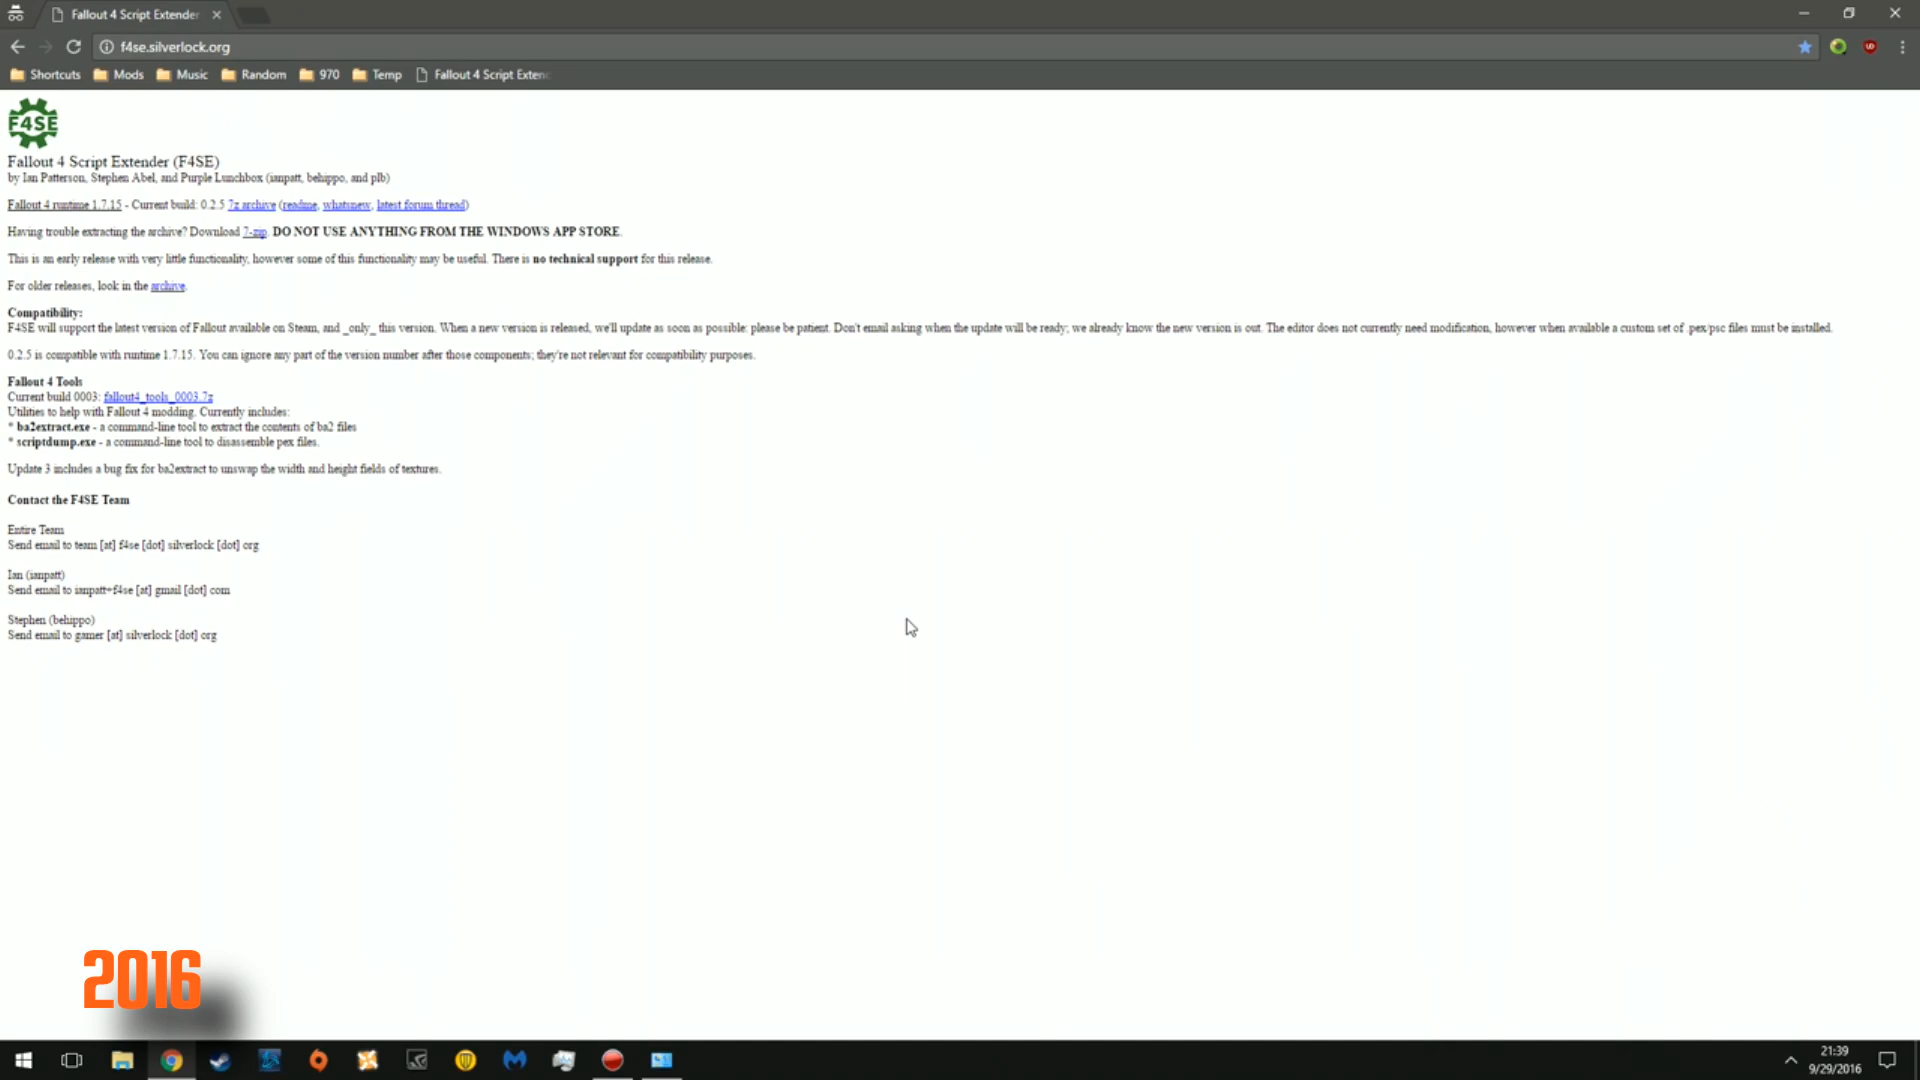 Fallout 4 Script Extender
f4se.silverlock.org
Shortcuts Mods Music Random 970 Temp Fallout 4 Script Exten
F4SE
Fallout 4 Script Extender (F4SE)
by Ian Patterson, Stephen Abel, and Purple Lunchbox (ianpatt, behippo, and plb)
Fallout 4 runtime 1.7.15 - Current build: 0.2.5 7z archive (readme, whatsnew, latest forum thread)
Having trouble extracting the archive? Download 7-zip. DO NOT USE ANYTHING FROM THE WINDOWS APP STORE.
This is an early release with very little functionality, however some of this functionality may be useful. There is no technical support for this release.
For older releases, look in the archive.
Compatibility:
F4SE will support the latest version of Fallout available on Steam, and _only_ this version. When a new version is released, we'll update as soon as possible: please be patient. Don't email asking when the update will be ready; we already know the new version is out. The editor does not currently need modification, however when available a custom set of .pex/psc files must be installed.
0.2.5 is compatible with runtime 1.7.15. You can ignore any part of the version number after those components; they're not relevant for compatibility purposes.
Fallout 4 Tools
Current build 0003: fallout4_tools_0003.7z
Utilities to help with Fallout 4 modding. Currently includes:
* ba2extract.exe - a command-line tool to extract the contents of ba2 files
* scriptdump.exe - a command-line tool to disassemble pex files.
Update 3 includes a bug fix for ba2extract to unswap the width and height fields of textures.
Contact the F4SE Team
Entire Team
Send email to team [at] f4se [dot] silverlock [dot] org
Ian (ianpatt)
Send email to ianpatt+f4se [at] gmail [dot] com
Stephen (behippo)
Send email to gamer [at] silverlock [dot] org
2016
21:39
9/29/2016